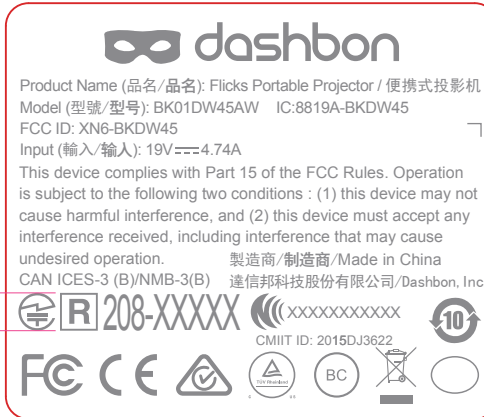 dashbon
Product Name (品名/品名): Flicks Portable Projector / 便携式投影机
Model (型號/型号): BK01DW45AW IC:8819A-BKDW45
FCC ID: XN6-BKDW45
Input (輸入/输入): 19V⎓4.74A
This device complies with Part 15 of the FCC Rules. Operation
is subject to the following two conditions : (1) this device may not
cause harmful interference, and (2) this device must accept any
interference received, including interference that may cause
undesired operation. 製造商/制造商/Made in China
CAN ICES-3 (B)/NMB-3(B) 達信邦科技股份有限公司/Dashbon, Inc
R 208-XXXXX XXXXXXXXXXX 10
CMIIT ID: 2015DJ3622
FC CE TÜV Rheinland BC